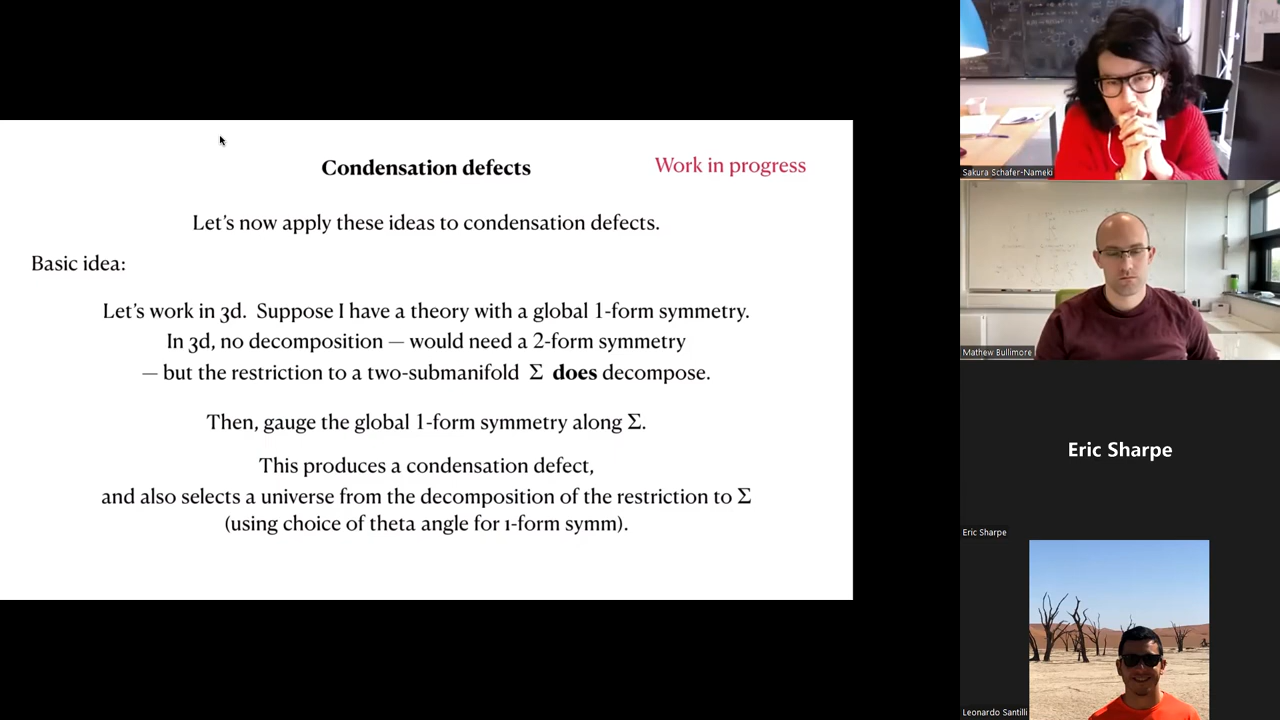 Condensation defects
Work in progress
Let's now apply these ideas to condensation defects.
Basic idea:
Let's work in 3d. Suppose I have a theory with a global 1-form symmetry.
In 3d, no decomposition — would need a 2-form symmetry
— but the restriction to a two-submanifold Σ does decompose.
Then, gauge the global 1-form symmetry along Σ.
This produces a condensation defect,
and also selects a universe from the decomposition of the restriction to Σ
(using choice of theta angle for 1-form symm).
Sakura Schafer-Nameki
Mathew Bullimore
Eric Sharpe
Eric Sharpe
Leonardo Santilli